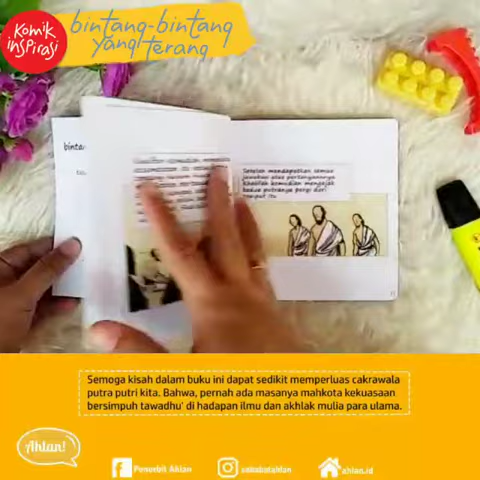 Komik
inspirasi
bintang-bintang
yang terang
binta
Setelah mendapatkan semua
jawaban atas pertanyaannya
khalifah kemudian mengajak
kedua putranya pergi dari
tempat itu
Semoga kisah dalam buku ini dapat sedikit memperluas cakrawala
putra putri kita. Bahwa, pernah ada masanya mahkota kekuasaan
bersimpuh tawadhu' di hadapan ilmu dan akhlak mulia para ulama.
Ahlan!
Penerbit Ahlan
sahabatahlan
ahlan.id